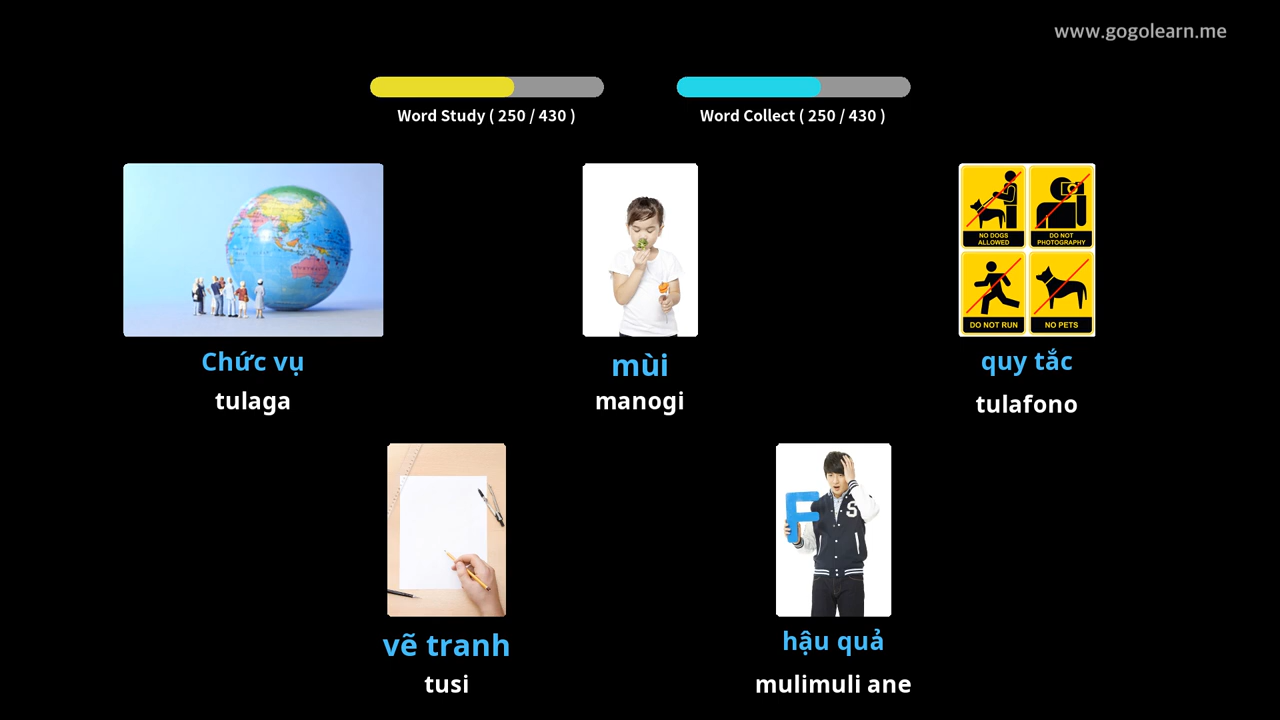 www.gogolearn.me
Word Study ( 250 / 430 )
Word Collect ( 250 / 430 )
NO DOGS
ALLOWED
DO NOT
PHOTOGRAPHY
DO NOT RUN
NO PETS
Chức vụ
mùi
quy tắc
tulaga
manogi
tulafono
F
S
vẽ tranh
hậu quả
tusi
mulimuli ane